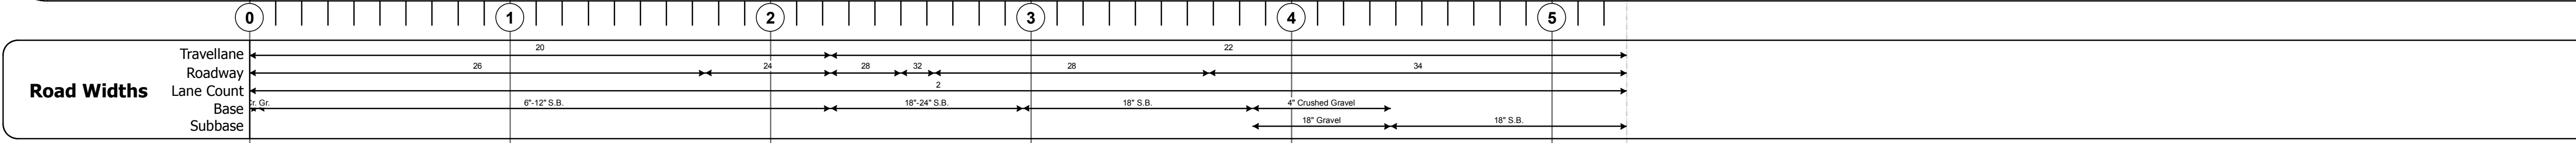 0 1 2 3 4 5
Road Widths
Travellane 20 22
Roadway 26 24 28 32 28 34
Lane Count 2
Base Gr. 6"-12" S.B. 18"-24" S.B. 18" S.B. 4" Crushed Gravel
Subbase 18" Gravel 18" S.B.